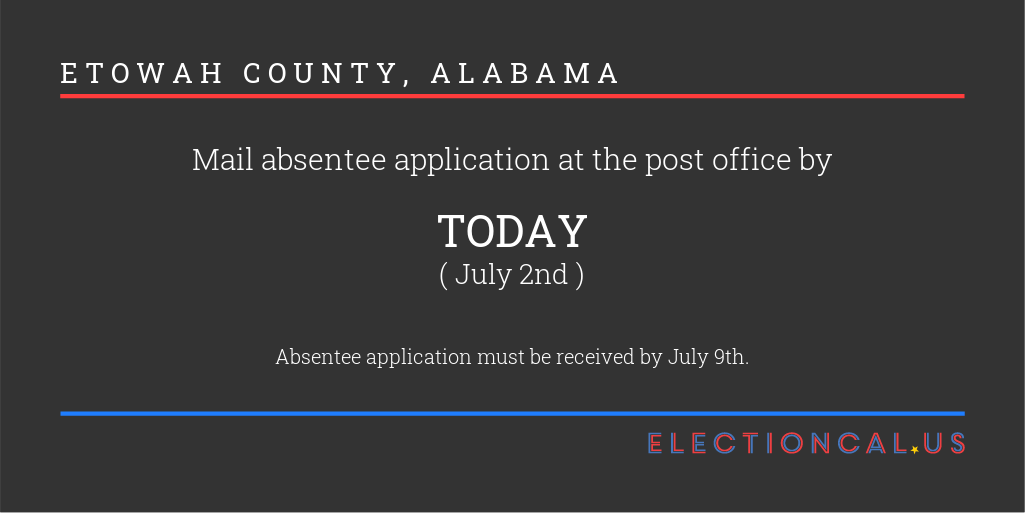 ETOWAH COUNTY, ALABAMA
Mail absentee application at the post office by
TODAY
( July 2nd )
Absentee application must be received by July 9th.
ELECTIONCAL★US